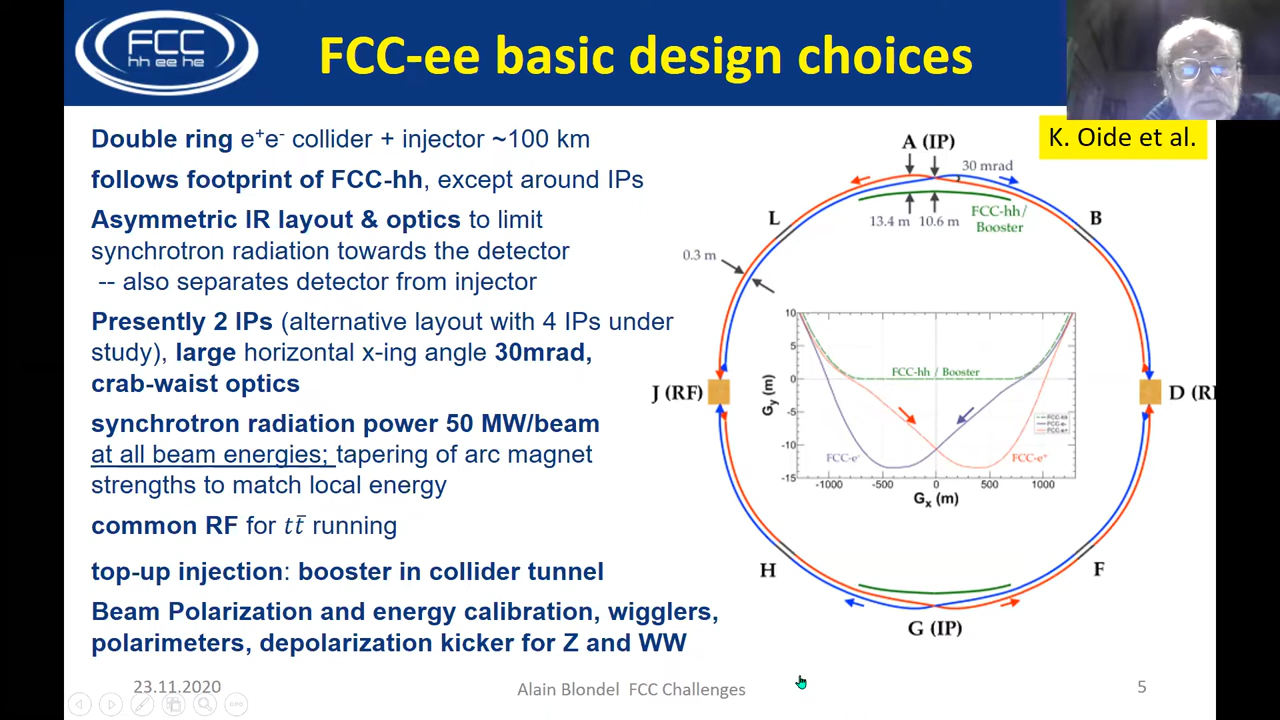 FCC
hh ee he
FCC-ee basic design choices
K. Oide et al.
Double ring e⁺e⁻ collider + injector ~100 km
follows footprint of FCC-hh, except around IPs
Asymmetric IR layout & optics to limit
synchrotron radiation towards the detector
-- also separates detector from injector
Presently 2 IPs (alternative layout with 4 IPs under
study), large horizontal x-ing angle 30mrad,
crab-waist optics
synchrotron radiation power 50 MW/beam
at all beam energies; tapering of arc magnet
strengths to match local energy
common RF for tt̄ running
top-up injection: booster in collider tunnel
Beam Polarization and energy calibration, wigglers,
polarimeters, depolarization kicker for Z and WW
A (IP)
30 mrad
L
13.4 m 10.6 m
FCC-hh/
Booster
B
0.3 m
10
5
0
-5
-10
-15
Gy (m)
FCC-hh / Booster
FCC-e⁻
FCC-e⁺
-1000 -500 0 500 1000
Gx (m)
J (RF)
D (RF
H
F
G (IP)
23.11.2020
Alain Blondel FCC Challenges
5